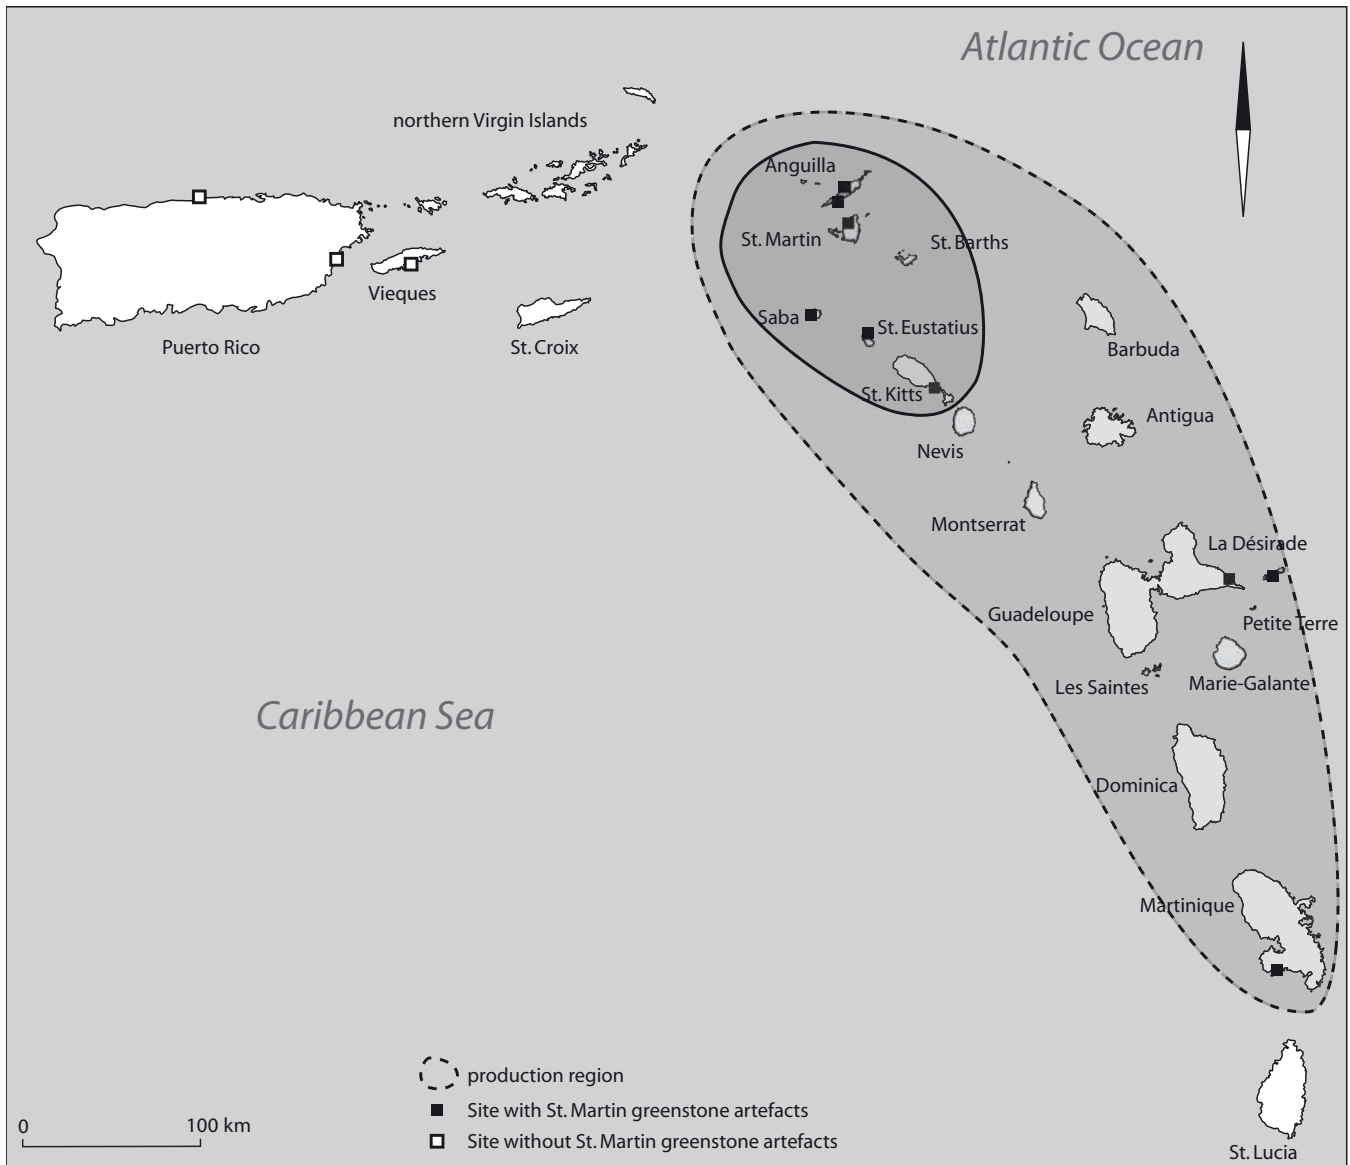 Atlantic Ocean
northern Virgin Islands
Anguilla
St. Martin
St. Barths
Vieques
Saba
St. Eustatius
Puerto Rico
St. Croix
Barbuda
St. Kitts
Antigua
Nevis
Montserrat
La Désirade
Guadeloupe
Petite Terre
Les Saintes
Marie-Galante
Caribbean Sea
Dominica
Martinique
production region
Site with St. Martin greenstone artefacts
Site without St. Martin greenstone artefacts
0
100 km
St. Lucia